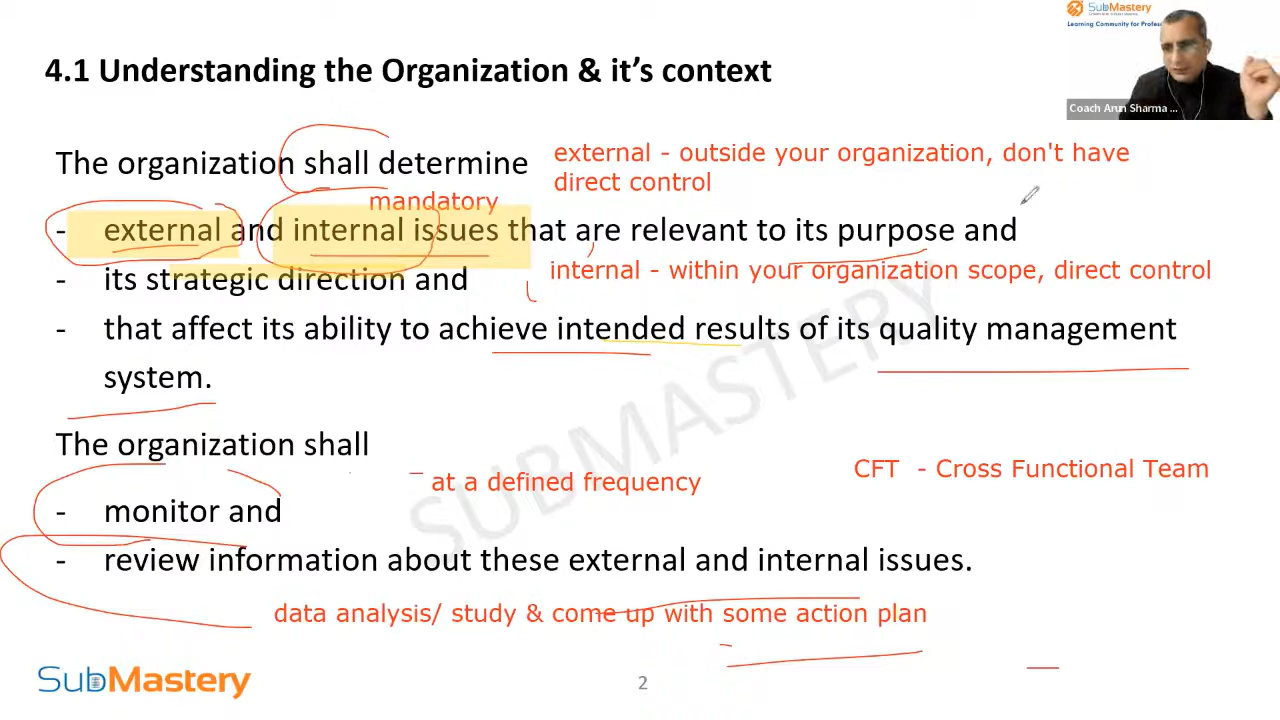 SubMastery
Learning Community for Profe
Coach Arun Sharma ...
4.1 Understanding the Organization & it's context
The organization shall determine
external - outside your organization, don't have
direct control
mandatory
- external and internal issues that are relevant to its purpose and
internal - within your organization scope, direct control
- its strategic direction and
- that affect its ability to achieve intended results of its quality management
system.
The organization shall
CFT - Cross Functional Team
at a defined frequency
- monitor and
- review information about these external and internal issues.
data analysis/ study & come up with some action plan
SUBMASTERY
SubMastery
2